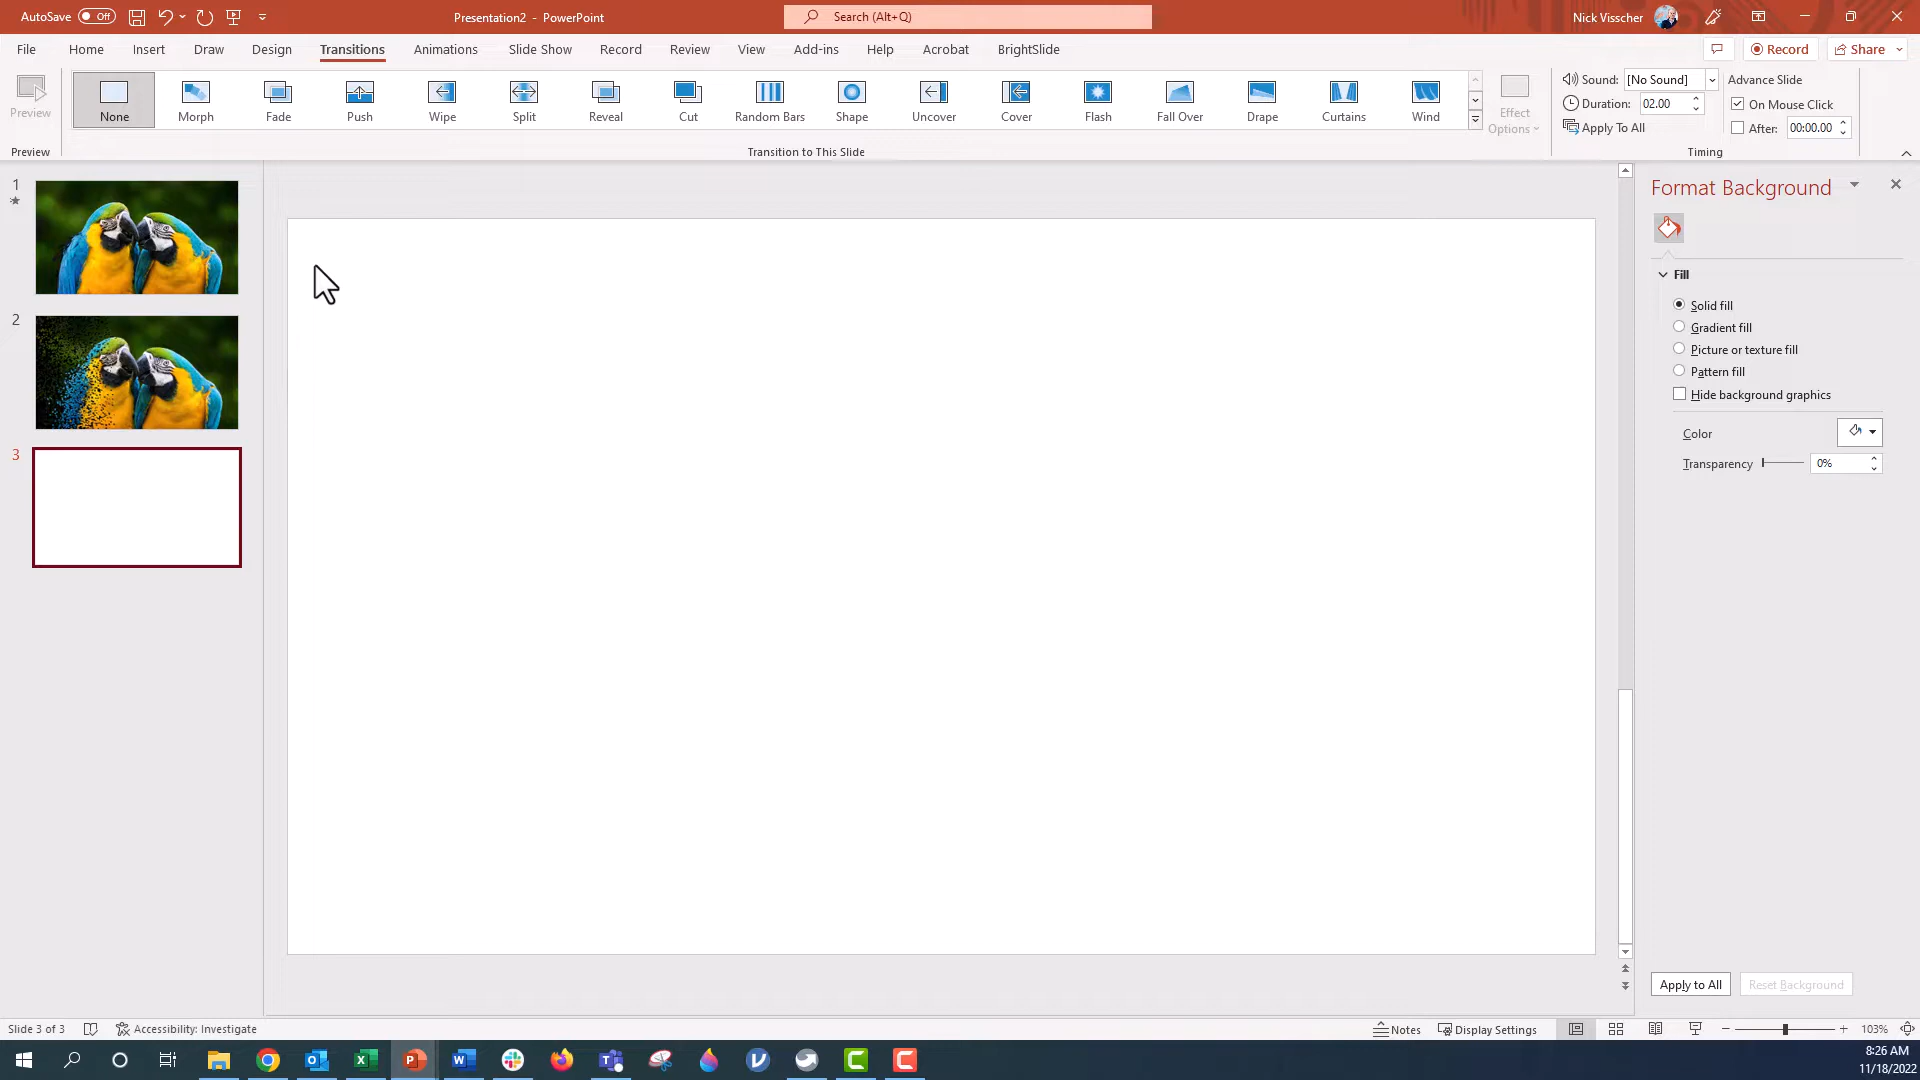 AutoSave Off
Presentation2 - PowerPoint
Search (Alt+Q)
Nick Visscher
File Home Insert Draw Design Transitions Animations Slide Show Record Review View Add-ins Help Acrobat BrightSlide
Record Share
Preview
None Morph Fade Push Wipe Split Reveal Cut Random Bars Shape Uncover Cover Flash Fall Over Drape Curtains Wind
Effect
Options
Sound: [No Sound]
Duration: 02.00
Apply To All
Advance Slide
On Mouse Click
After: 00:00.00
Preview
Transition to This Slide
Timing
1
2
3
Format Background
Fill
Solid fill
Gradient fill
Picture or texture fill
Pattern fill
Hide background graphics
Color
Transparency 0%
Apply to All Reset Background
Slide 3 of 3 Accessibility: Investigate
Notes Display Settings 103%
8:26 AM
11/18/2022